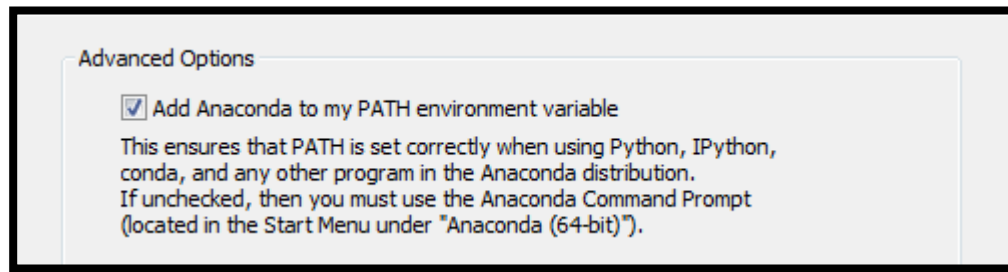 Advanced Options
Add Anaconda to my PATH environment variable
This ensures that PATH is set correctly when using Python, IPython,
conda, and any other program in the Anaconda distribution.
If unchecked, then you must use the Anaconda Command Prompt
(located in the Start Menu under "Anaconda (64-bit)").